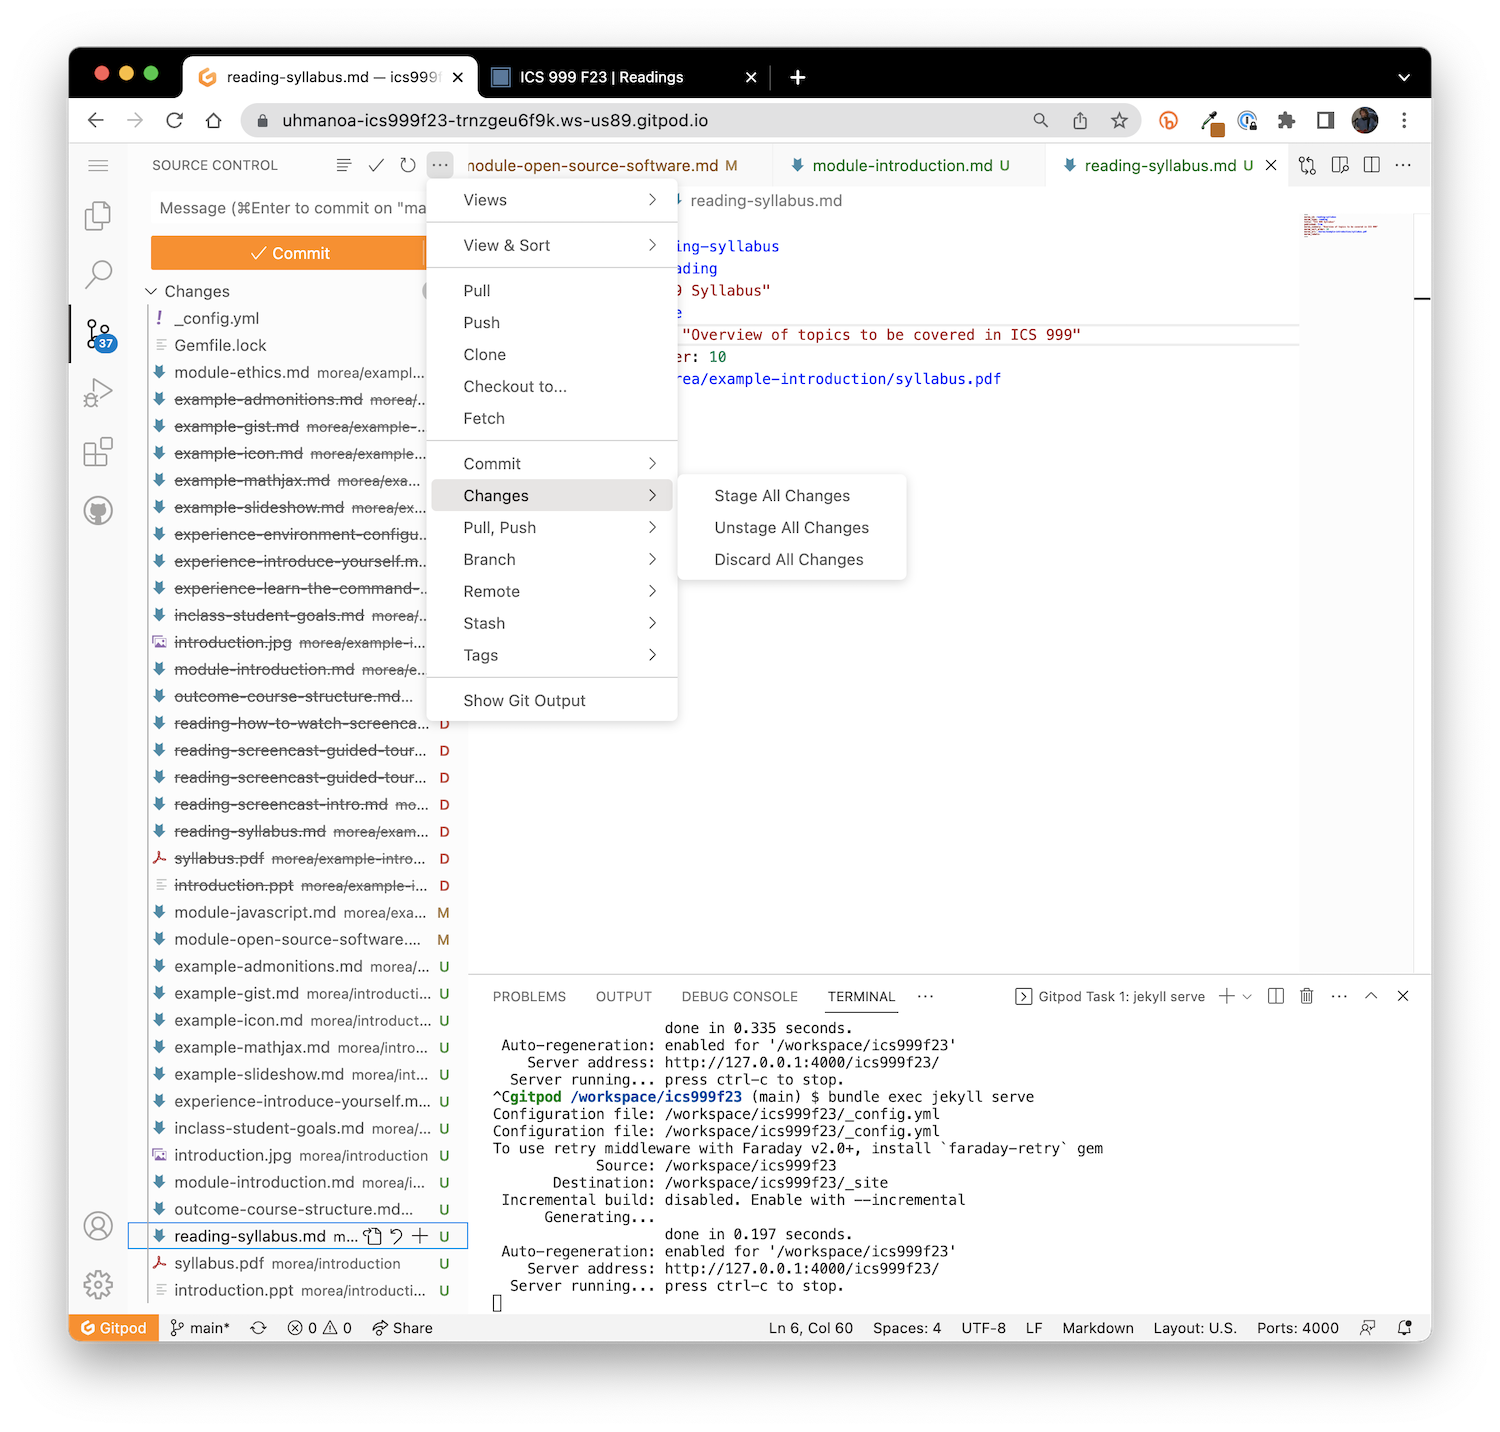 reading-syllabus.md — ics999f
ICS 999 F23 | Readings
uhmanoa-ics999f23-trnzgeu6f9k.ws-us89.gitpod.io
SOURCE CONTROL
module-open-source-software.md M
module-introduction.md U
reading-syllabus.md U
Message (⌘Enter to commit on "ma
Commit
Changes
37
_config.yml
Gemfile.lock
module-ethics.md morea/exampl...
example-admonitions.md morea/...
example-gist.md morea/example-...
example-icon.md morea/example...
example-mathjax.md morea/exa...
example-slideshow.md morea/ex...
experience-environment-configu...
experience-introduce-yourself.m...
experience-learn-the-command-...
inclass-student-goals.md morea/...
introduction.jpg morea/example-i...
module-introduction.md morea/e...
outcome-course-structure.md...
reading-how-to-watch-screenca... D
reading-screencast-guided-tour... D
reading-screencast-guided-tour... D
reading-screencast-intro.md mo... D
reading-syllabus.md morea/exam... D
syllabus.pdf morea/example-intro... D
introduction.ppt morea/example-i... D
module-javascript.md morea/exa... M
module-open-source-software.... M
example-admonitions.md morea/... U
example-gist.md morea/introducti... U
example-icon.md morea/introduct... U
example-mathjax.md morea/intro... U
example-slideshow.md morea/int... U
experience-introduce-yourself.m... U
inclass-student-goals.md morea/... U
introduction.jpg morea/introduction U
module-introduction.md morea/i... U
outcome-course-structure.md... U
reading-syllabus.md m... U
syllabus.pdf morea/introduction U
introduction.ppt morea/introducti... U
Views
View & Sort
Pull
Push
Clone
Checkout to...
Fetch
Commit
Changes
Pull, Push
Branch
Remote
Stash
Tags
Show Git Output
Stage All Changes
Unstage All Changes
Discard All Changes
reading-syllabus.md
ing-syllabus
ading
9 Syllabus"
e
"Overview of topics to be covered in ICS 999"
er: 10
rea/example-introduction/syllabus.pdf
PROBLEMS OUTPUT DEBUG CONSOLE TERMINAL ···
Gitpod Task 1: jekyll serve
done in 0.335 seconds.
Auto-regeneration: enabled for '/workspace/ics999f23'
Server address: http://127.0.0.1:4000/ics999f23/
Server running... press ctrl-c to stop.
^Cgitpod /workspace/ics999f23 (main) $ bundle exec jekyll serve
Configuration file: /workspace/ics999f23/_config.yml
Configuration file: /workspace/ics999f23/_config.yml
To use retry middleware with Faraday v2.0+, install `faraday-retry` gem
Source: /workspace/ics999f23
Destination: /workspace/ics999f23/_site
Incremental build: disabled. Enable with --incremental
Generating...
done in 0.197 seconds.
Auto-regeneration: enabled for '/workspace/ics999f23'
Server address: http://127.0.0.1:4000/ics999f23/
Server running... press ctrl-c to stop.
Gitpod main* 0 0 Share Ln 6, Col 60 Spaces: 4 UTF-8 LF Markdown Layout: U.S. Ports: 4000